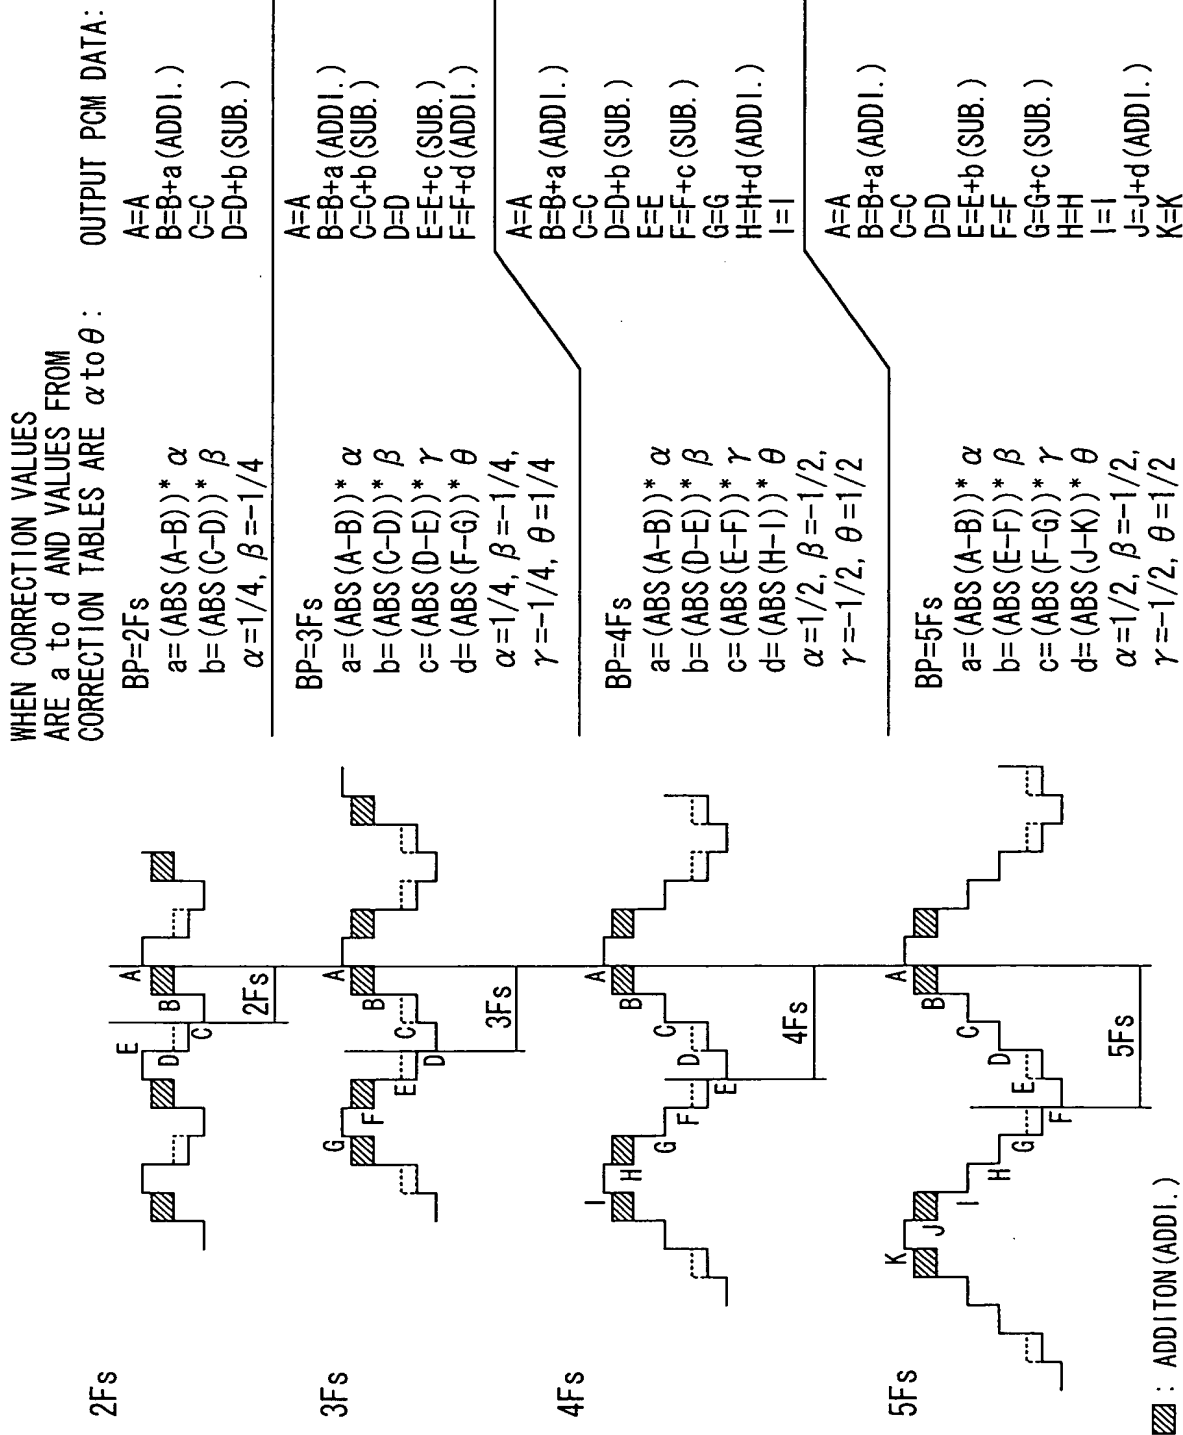 WHEN CORRECTION VALUES
ARE a to d AND VALUES FROM
CORRECTION TABLES ARE α to θ :
OUTPUT PCM DATA:
2Fs
A
B
C
D
E
2Fs
BP=2Fs
a=(ABS(A-B))* α
b=(ABS(C-D))* β
α=1/4, β=-1/4
A=A
B=B+a(ADDI.)
C=C
D=D+b(SUB.)
3Fs
A
B
C
D
E
F
G
3Fs
BP=3Fs
a=(ABS(A-B))* α
b=(ABS(C-D))* β
c=(ABS(D-E))* γ
d=(ABS(F-G))* θ
α=1/4, β=-1/4,
γ=-1/4, θ=1/4
A=A
B=B+a(ADDI.)
C=C+b(SUB.)
D=D
E=E+c(SUB.)
F=F+d(ADDI.)
4Fs
A
B
C
D
E
F
G
H
I
4Fs
BP=4Fs
a=(ABS(A-B))* α
b=(ABS(D-E))* β
c=(ABS(E-F))* γ
d=(ABS(H-I))* θ
α=1/2, β=-1/2,
γ=-1/2, θ=1/2
A=A
B=B+a(ADDI.)
C=C
D=D+b(SUB.)
E=E
F=F+c(SUB.)
G=G
H=H+d(ADDI.)
I=I
5Fs
A
B
C
D
E
F
G
H
I
J
K
5Fs
BP=5Fs
a=(ABS(A-B))* α
b=(ABS(E-F))* β
c=(ABS(F-G))* γ
d=(ABS(J-K))* θ
α=1/2, β=-1/2,
γ=-1/2, θ=1/2
A=A
B=B+a(ADDI.)
C=C
D=D
E=E+b(SUB.)
F=F
G=G+c(SUB.)
H=H
I=I
J=J+d(ADDI.)
K=K
: ADDITON(ADDI.)